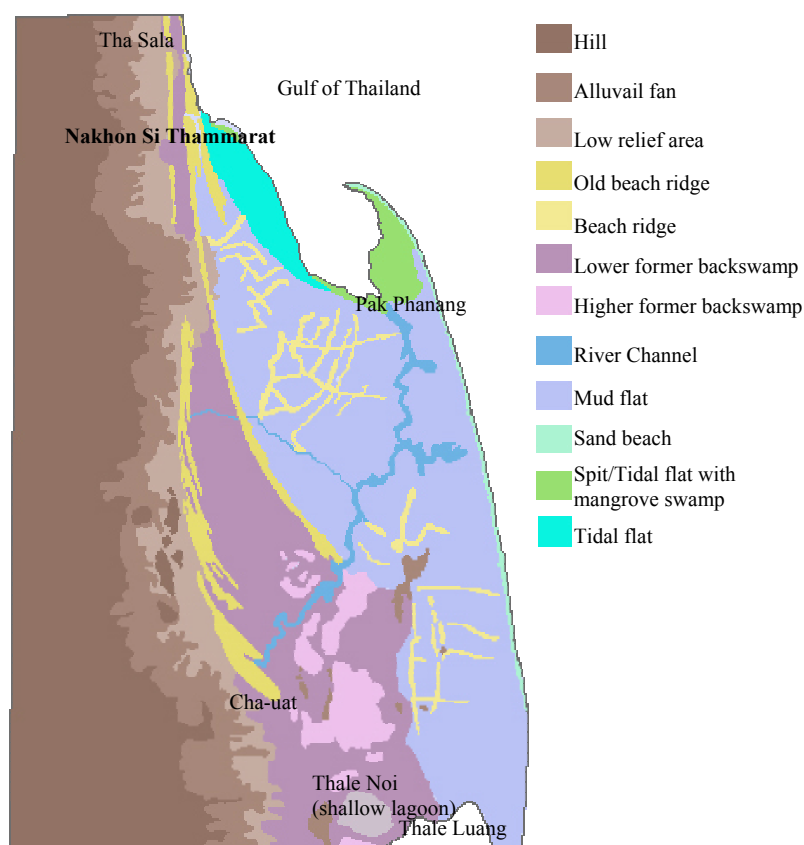 Tha Sala
Gulf of Thailand
Nakhon Si Thammarat
Pak Phanang
Cha-uat
Thale Noi
(shallow lagoon)
Thale Luang
Hill
Alluvail fan
Low relief area
Old beach ridge
Beach ridge
Lower former backswamp
Higher former backswamp
River Channel
Mud flat
Sand beach
Spit/Tidal flat with
mangrove swamp
Tidal flat